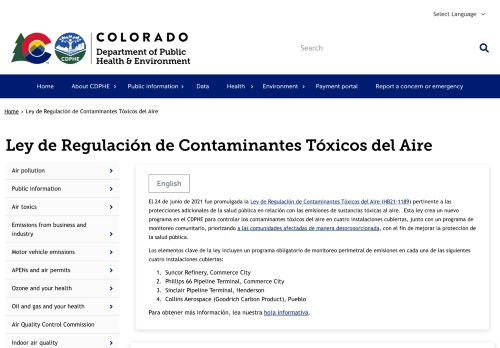 Select Language
COLORADO
Department of Public
Health & Environment
CDPHE
Search
Home
About CDPHE
Public information
Data
Health
Environment
Payment portal
Report a concern or emergency
Home › Ley de Regulación de Contaminantes Tóxicos del Aire
Ley de Regulación de Contaminantes Tóxicos del Aire
Air pollution
Public information
Air toxics
Emissions from business and
industry
Motor vehicle emissions
APENs and air permits
Ozone and your health
Oil and gas and your health
Air Quality Control Commission
Indoor air quality
English
El 24 de junio de 2021 fue promulgada la Ley de Regulación de Contaminantes Tóxicos del Aire (HB21-1189) pertinente a las
protecciones adicionales de la salud pública en relación con las emisiones de sustancias tóxicas al aire. Esta ley crea un nuevo
programa en el CDPHE para controlar los contaminantes tóxicos del aire en cuatro instalaciones cubiertas, junto con un programa de
monitoreo comunitario, priortzando a las comunidades afectadas de manera desproporcionada, con el fin de mejorar la protección
de la salud pública.
Los elementos clave de la ley incluyen un programa obligatorio de monitoreo perimetral de emisiones en cada una de las siguientes
cuatro instalaciones cubiertas:
1. Suncor Refinery, Commerce City
2. Phillips 66 Pipeline Terminal, Commerce City
3. Sinclair Pipeline Terminal, Henderson
4. Collins Aerospace (Goodrich Carbon Product), Pueblo
Para obtener más información, lea nuestra hoja informativa.